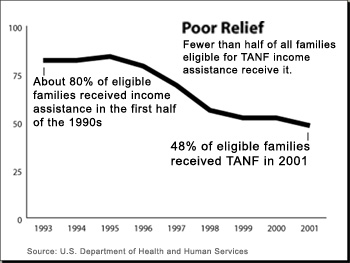 Poor Relief
Fewer than half of all families
eligible for TANF income
assistance receive it.
100
75
50
25
0
About 80% of eligible
families received income
assistance in the first half
of the 1990s
48% of eligible families
received TANF in 2001
1993 1994 1995 1996 1997 1998 1999 2000 2001
Source: U.S. Department of Health and Human Services